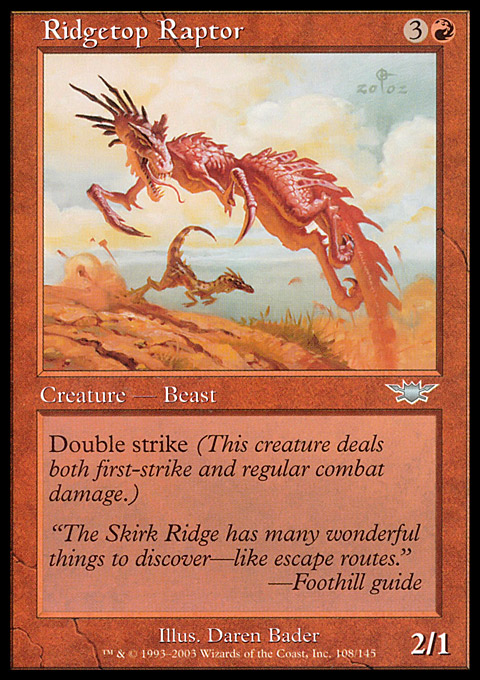 Ridgetop Raptor 3
2002
Creature — Beast
Double strike (This creature deals
both first-strike and regular combat
damage.)
“The Skirk Ridge has many wonderful
things to discover—like escape routes.”
—Foothill guide
Illus. Daren Bader
2/1
™ & © 1993–2003 Wizards of the Coast, Inc. 108/145